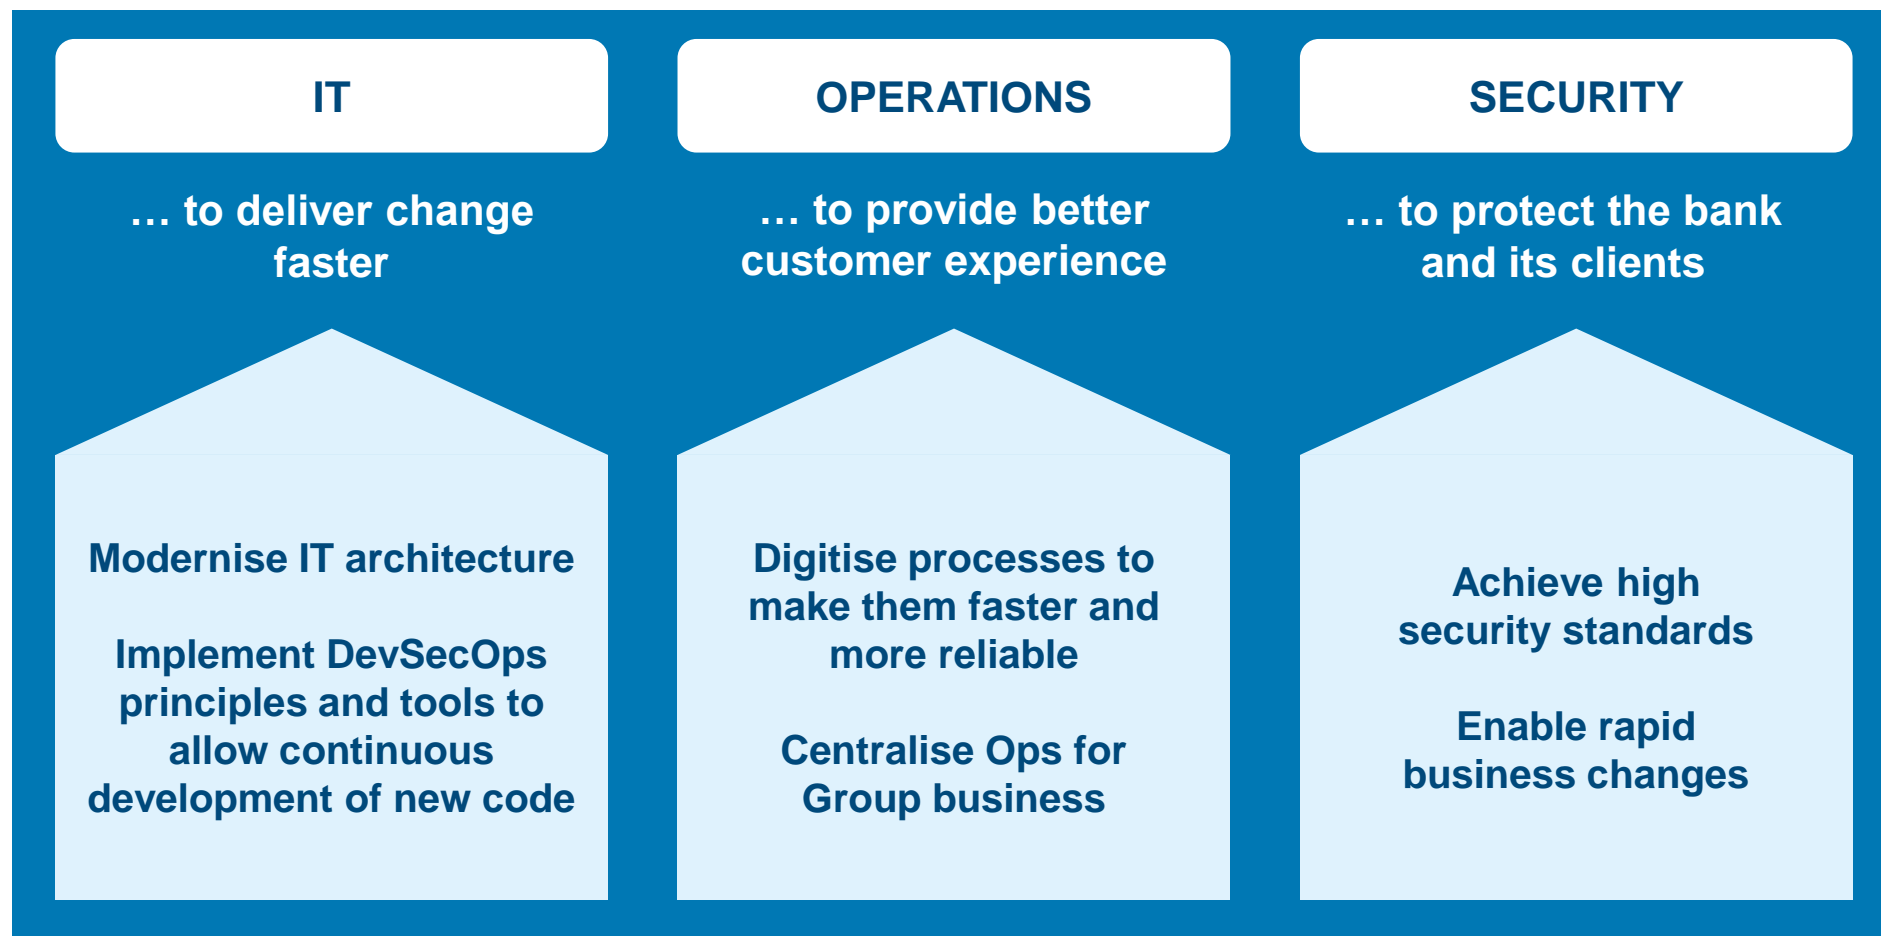 IT
… to deliver change
faster
Modernise IT architecture
Implement DevSecOps
principles and tools to
allow continuous
development of new code
OPERATIONS
… to provide better
customer experience
Digitise processes to
make them faster and
more reliable
Centralise Ops for
Group business
SECURITY
… to protect the bank
and its clients
Achieve high
security standards
Enable rapid
business changes